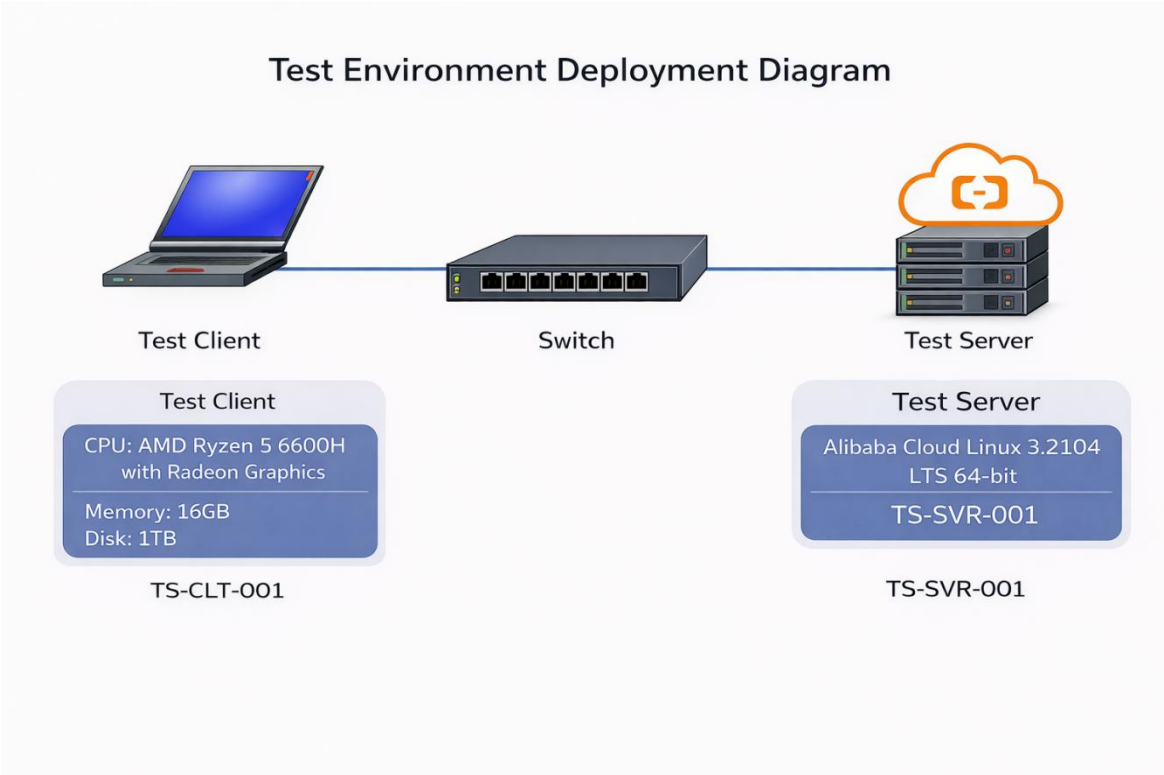 Test Environment Deployment Diagram
Test Client
Switch
Test Server
Test Client
CPU: AMD Ryzen 5 6600H
with Radeon Graphics
Memory: 16GB
Disk: 1TB
TS-CLT-001
Test Server
Alibaba Cloud Linux 3.2104
LTS 64-bit
TS-SVR-001
TS-SVR-001